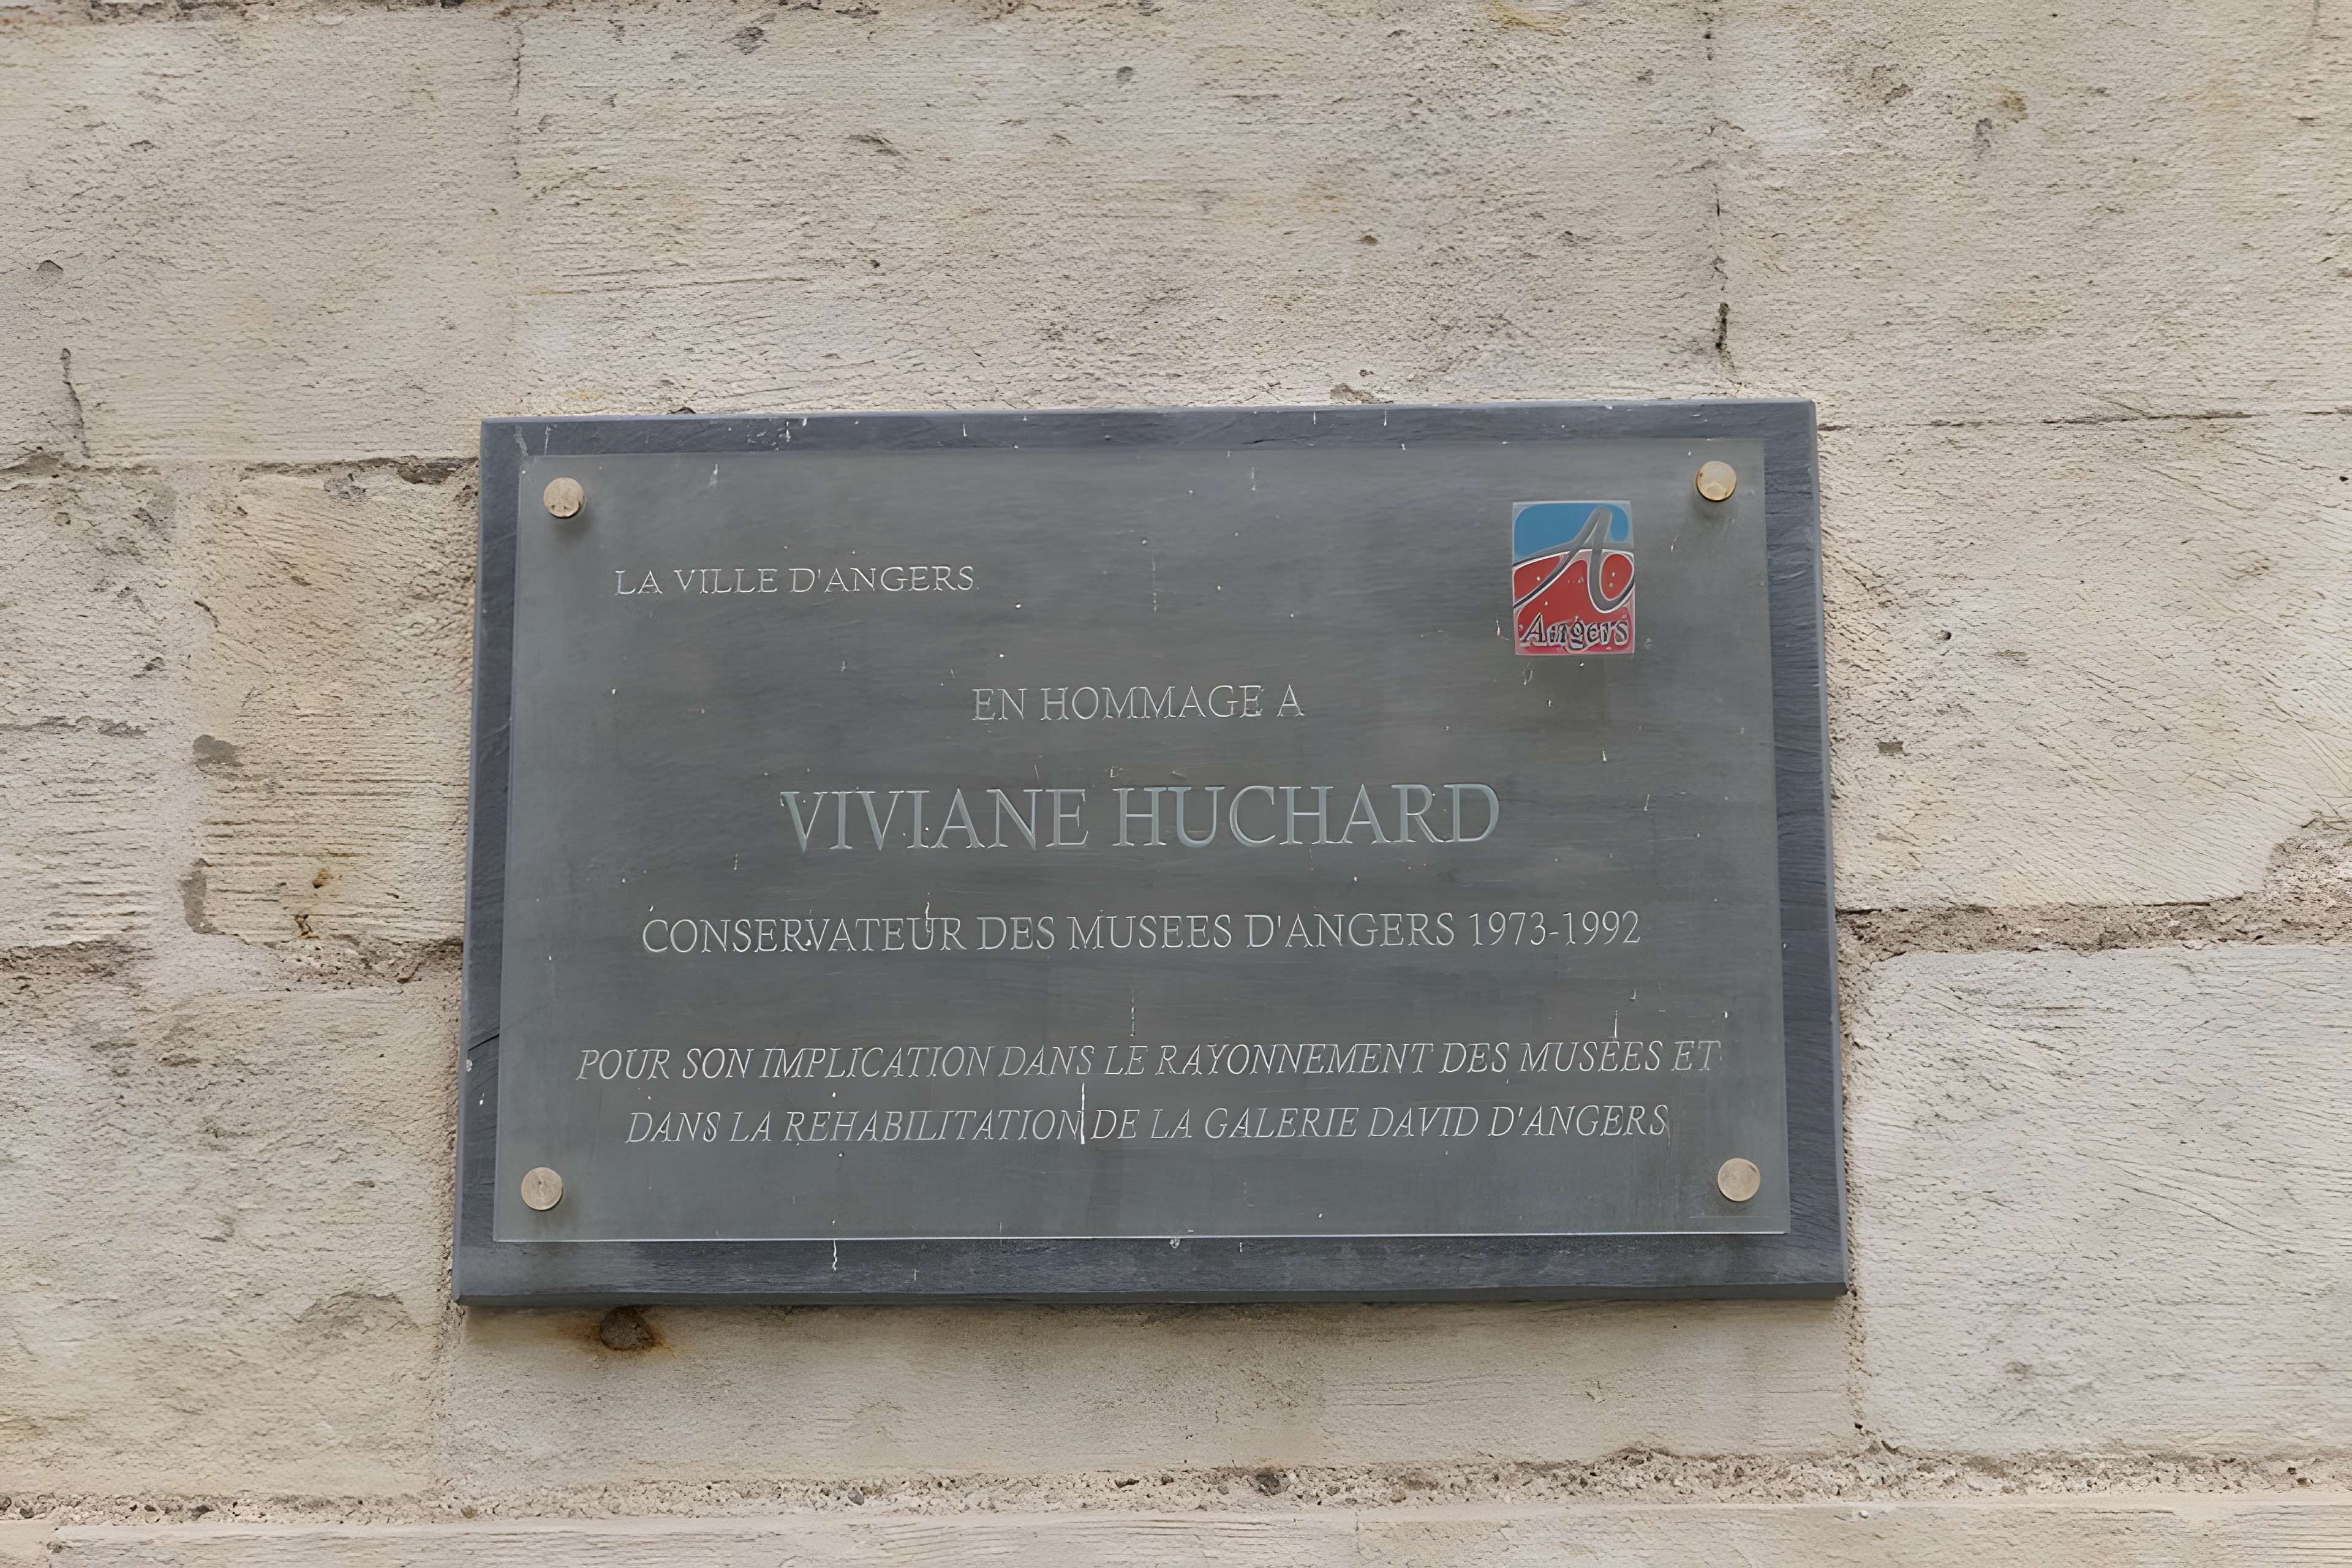 LA VILLE D'ANGERS
Angers
EN HOMMAGE A
VIVIANE HUCHARD
CONSERVATEUR DES MUSEES D'ANGERS 1973-1992
POUR SON IMPLICATION DANS LE RAYONNEMENT DES MUSEES ET
DANS LA REHABILITATION DE LA GALERIE DAVID D'ANGERS